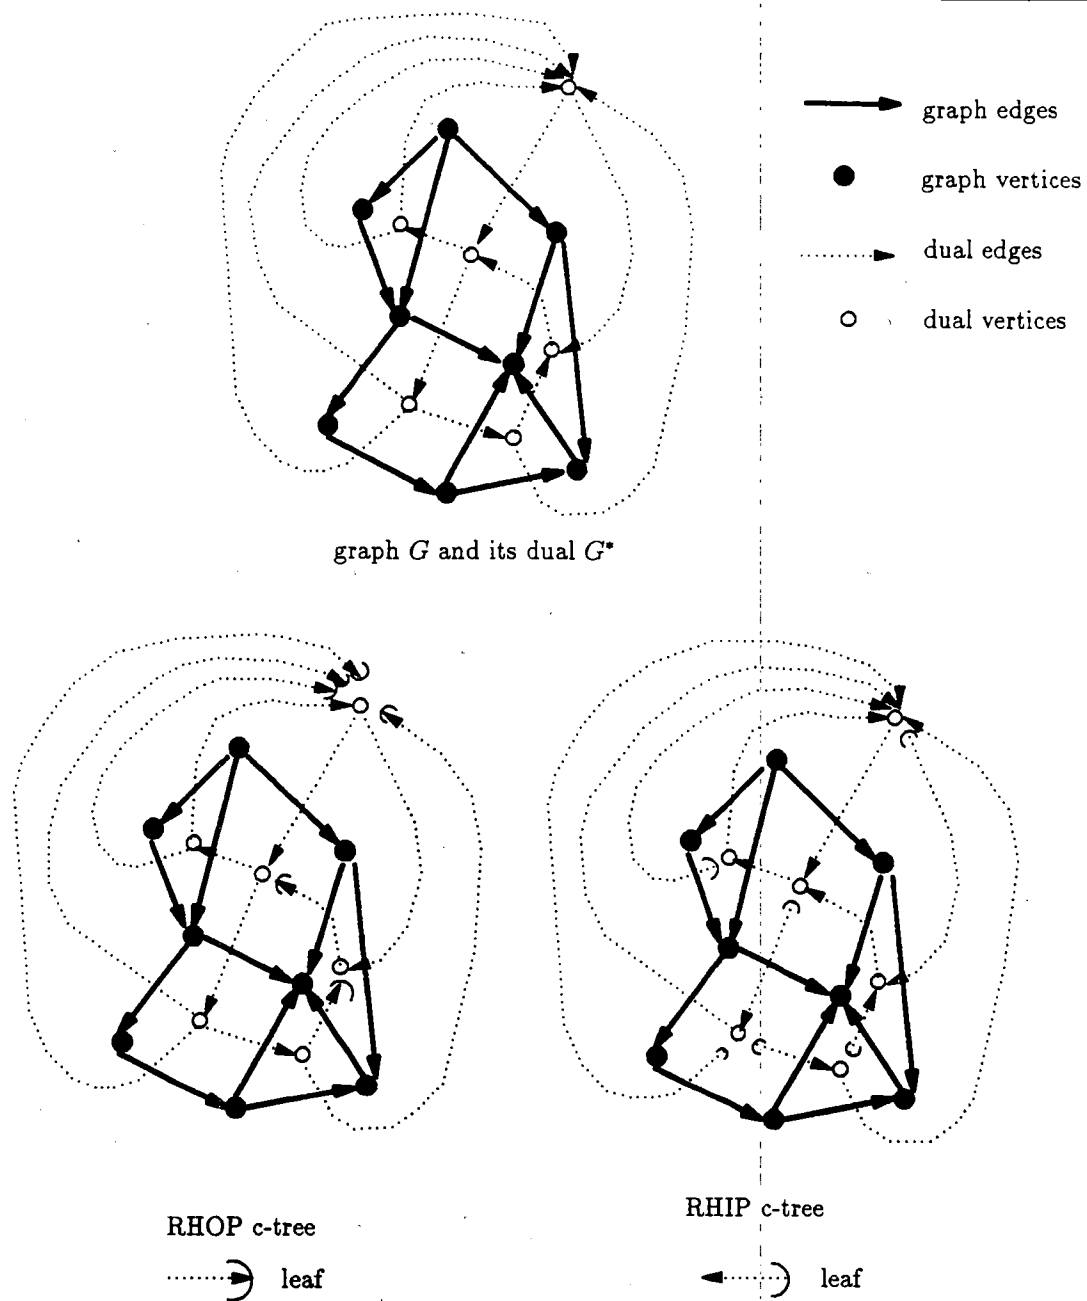 graph edges
graph vertices
dual edges
dual vertices
graph G and its dual G*
RHOP c-tree
leaf
RHIP c-tree
leaf